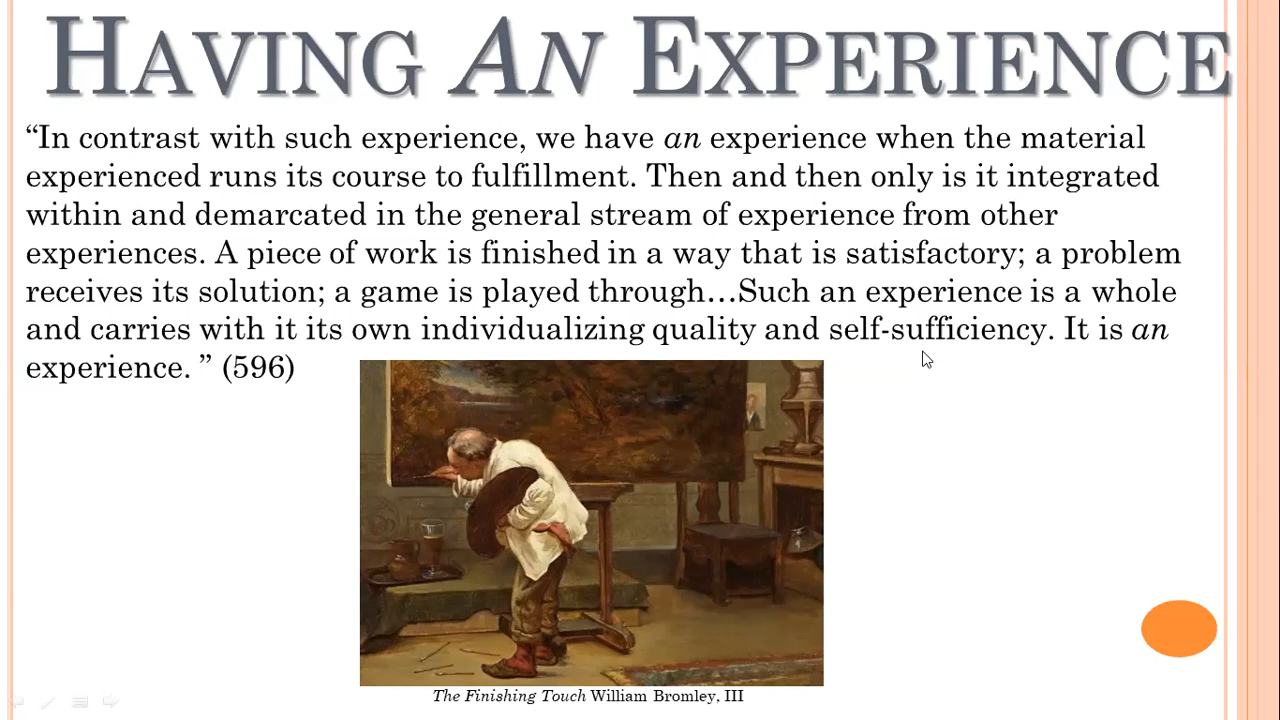 HAVING AN EXPERIENCE
“In contrast with such experience, we have an experience when the material
experienced runs its course to fulfillment. Then and then only is it integrated
within and demarcated in the general stream of experience from other
experiences. A piece of work is finished in a way that is satisfactory; a problem
receives its solution; a game is played through…Such an experience is a whole
and carries with it its own individualizing quality and self-sufficiency. It is an
experience. ” (596)
The Finishing Touch William Bromley, III